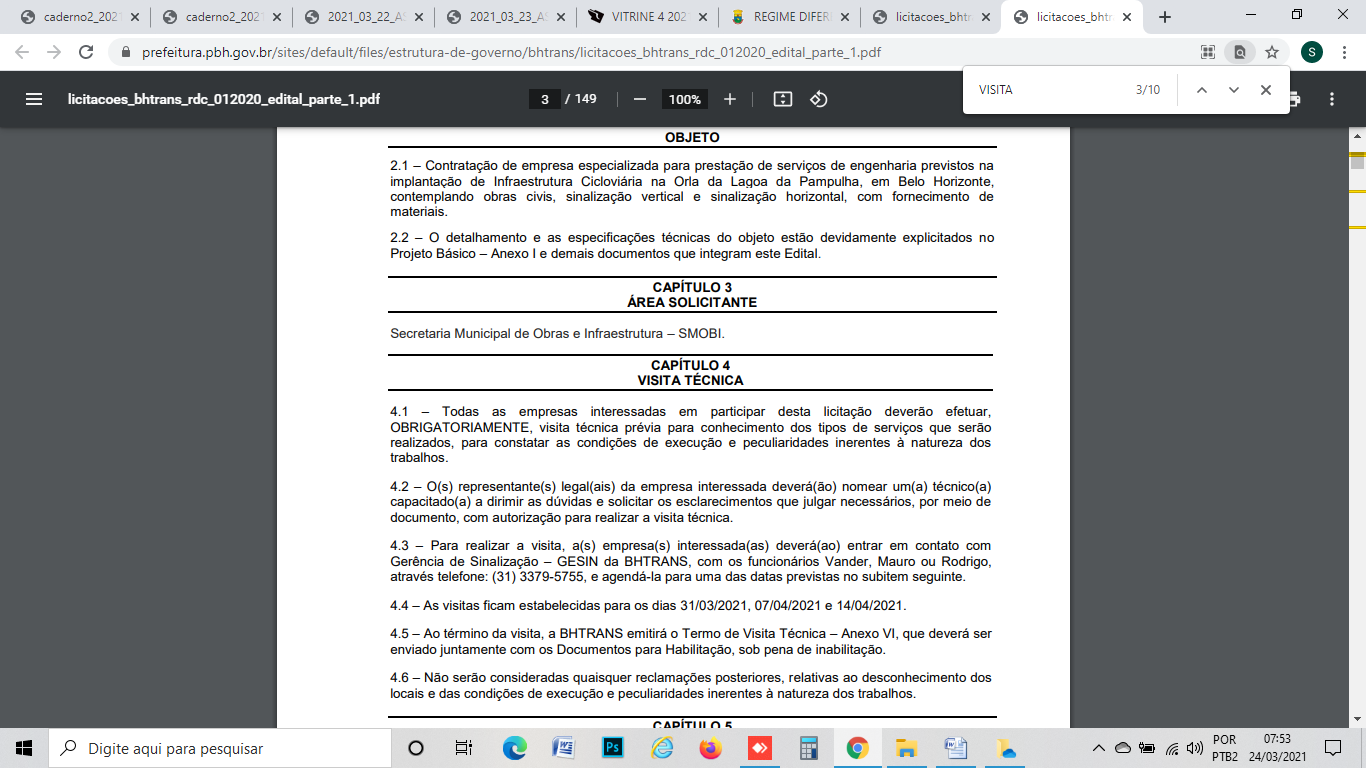 caderno2_2021
caderno2_2021
2021_03_22_AS
2021_03_23_AS
VITRINE 4 202
REGIME DIFER
licitacoes_bhtr
licitacoes_bhtr
prefeitura.pbh.gov.br/sites/default/files/estrutura-de-governo/bhtrans/licitacoes_bhtrans_rdc_012020_edital_parte_1.pdf
S
licitacoes_bhtrans_rdc_012020_edital_parte_1.pdf
3 / 149
100%
VISITA 3/10
OBJETO
2.1 – Contratação de empresa especializada para prestação de serviços de engenharia previstos na
implantação de Infraestrutura Cicloviária na Orla da Lagoa da Pampulha, em Belo Horizonte,
contemplando obras civis, sinalização vertical e sinalização horizontal, com fornecimento de
materiais.
2.2 – O detalhamento e as especificações técnicas do objeto estão devidamente explicitados no
Projeto Básico – Anexo I e demais documentos que integram este Edital.
CAPÍTULO 3
ÁREA SOLICITANTE
Secretaria Municipal de Obras e Infraestrutura – SMOBI.
CAPÍTULO 4
VISITA TÉCNICA
4.1 – Todas as empresas interessadas em participar desta licitação deverão efetuar,
OBRIGATORIAMENTE, visita técnica prévia para conhecimento dos tipos de serviços que serão
realizados, para constatar as condições de execução e peculiaridades inerentes à natureza dos
trabalhos.
4.2 – O(s) representante(s) legal(ais) da empresa interessada deverá(ão) nomear um(a) técnico(a)
capacitado(a) a dirimir as dúvidas e solicitar os esclarecimentos que julgar necessários, por meio de
documento, com autorização para realizar a visita técnica.
4.3 – Para realizar a visita, a(s) empresa(s) interessada(as) deverá(ao) entrar em contato com
Gerência de Sinalização – GESIN da BHTRANS, com os funcionários Vander, Mauro ou Rodrigo,
através telefone: (31) 3379-5755, e agendá-la para uma das datas previstas no subitem seguinte.
4.4 – As visitas ficam estabelecidas para os dias 31/03/2021, 07/04/2021 e 14/04/2021.
4.5 – Ao término da visita, a BHTRANS emitirá o Termo de Visita Técnica – Anexo VI, que deverá ser
enviado juntamente com os Documentos para Habilitação, sob pena de inabilitação.
4.6 – Não serão consideradas quaisquer reclamações posteriores, relativas ao desconhecimento dos
locais e das condições de execução e peculiaridades inerentes à natureza dos trabalhos.
CAPÍTULO 5
Digite aqui para pesquisar
Ps
POR
PTB2
07:53
24/03/2021